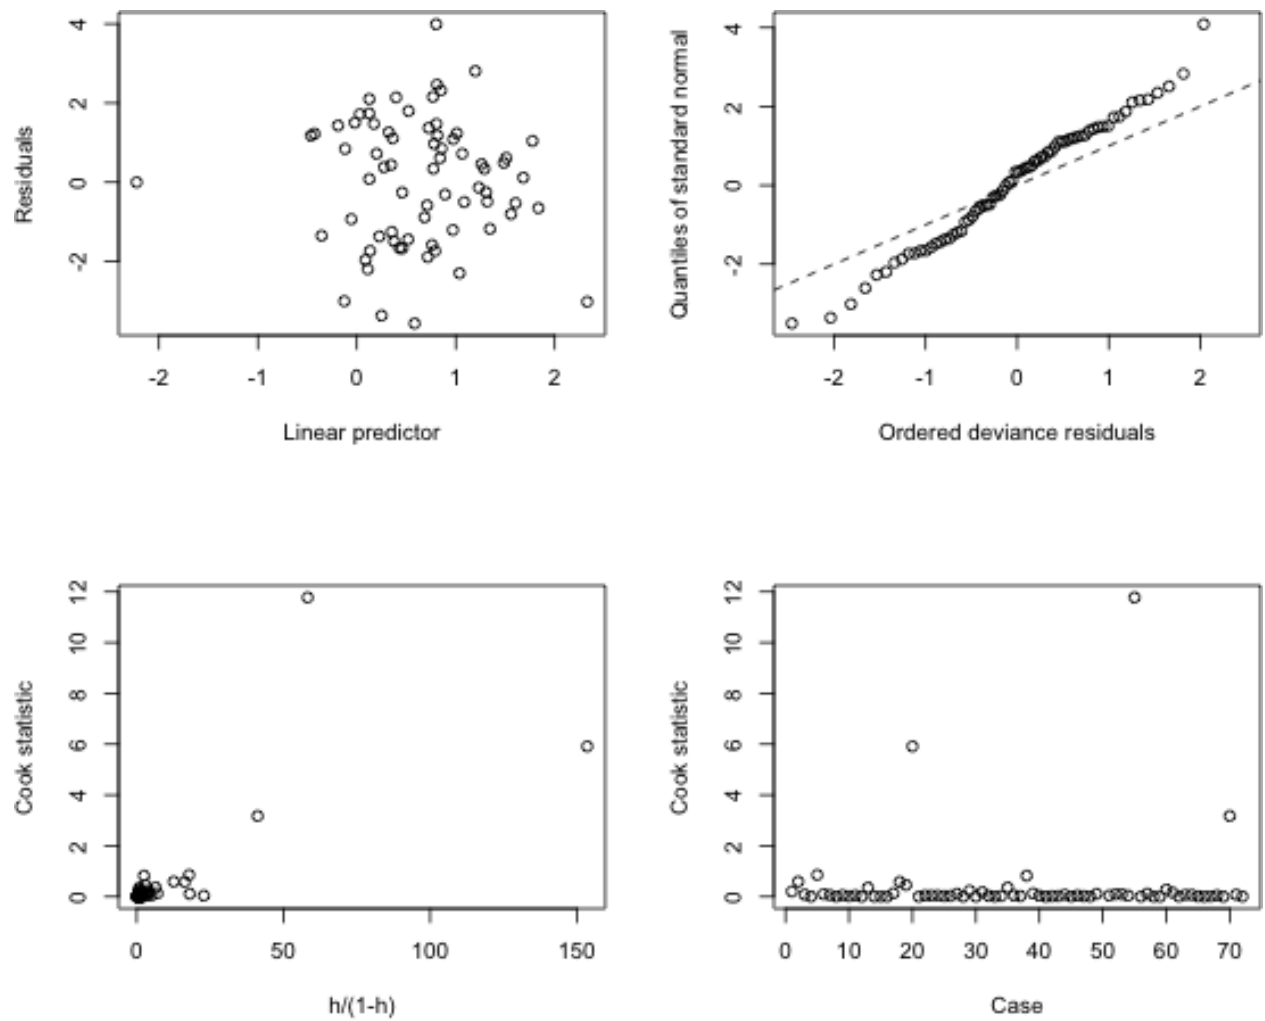 4
2
0
-2
Residuals
-2 -1 0 1 2
Linear predictor
4
2
0
-2
Quantiles of standard normal
-2 -1 0 1 2
Ordered deviance residuals
12
10
8
6
4
2
0
Cook statistic
0 50 100 150
h/(1-h)
12
10
8
6
4
2
0
Cook statistic
0 10 20 30 40 50 60 70
Case